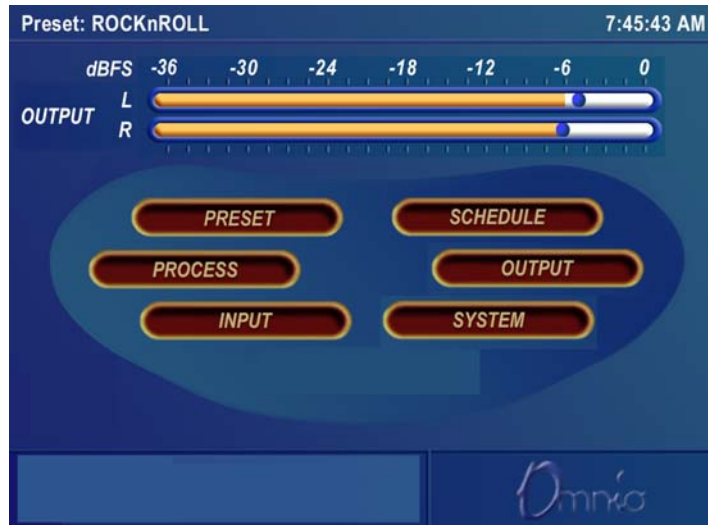 Preset: ROCKnROLL 7:45:43 AM
dBFS -36 -30 -24 -18 -12 -6 0
OUTPUT L
R
PRESET SCHEDULE
PROCESS OUTPUT
INPUT SYSTEM
Omnia